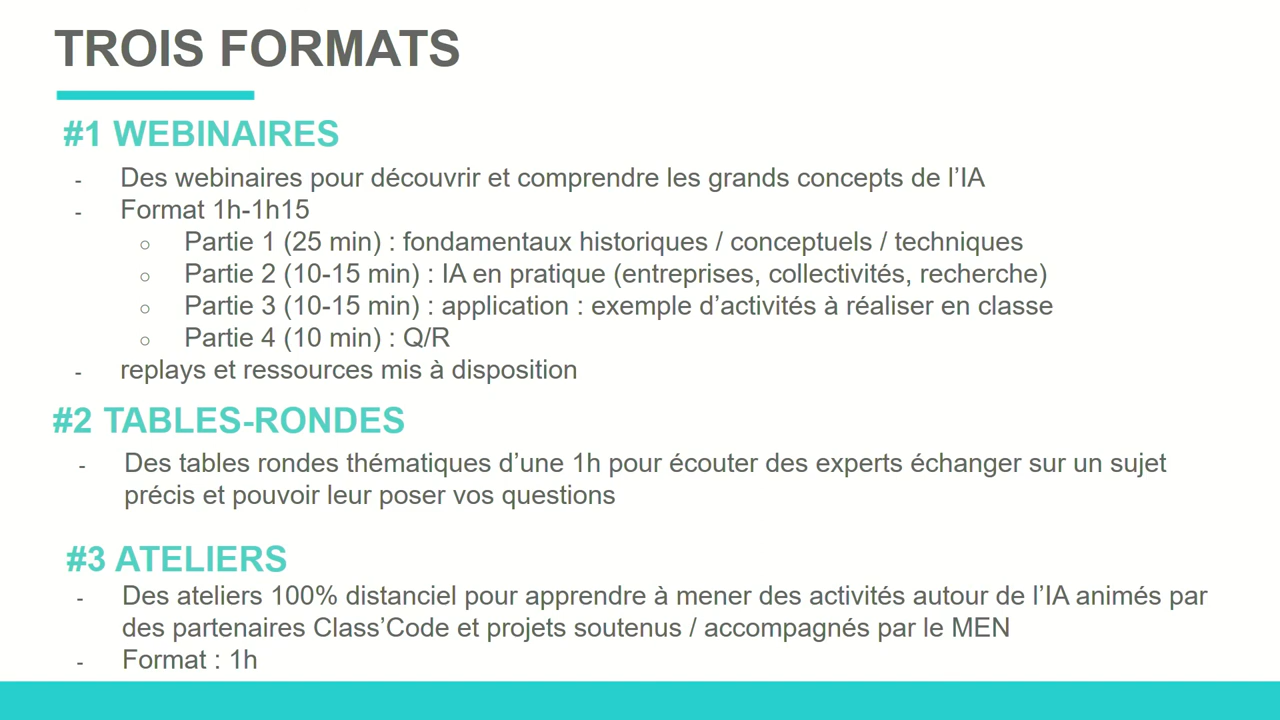 TROIS FORMATS
#1 WEBINAIRES
- Des webinaires pour découvrir et comprendre les grands concepts de l’IA
- Format 1h-1h15
○ Partie 1 (25 min) : fondamentaux historiques / conceptuels / techniques
○ Partie 2 (10-15 min) : IA en pratique (entreprises, collectivités, recherche)
○ Partie 3 (10-15 min) : application : exemple d’activités à réaliser en classe
○ Partie 4 (10 min) : Q/R
- replays et ressources mis à disposition
#2 TABLES-RONDES
- Des tables rondes thématiques d’une 1h pour écouter des experts échanger sur un sujet
précis et pouvoir leur poser vos questions
#3 ATELIERS
- Des ateliers 100% distanciel pour apprendre à mener des activités autour de l’IA animés par
des partenaires Class’Code et projets soutenus / accompagnés par le MEN
- Format : 1h